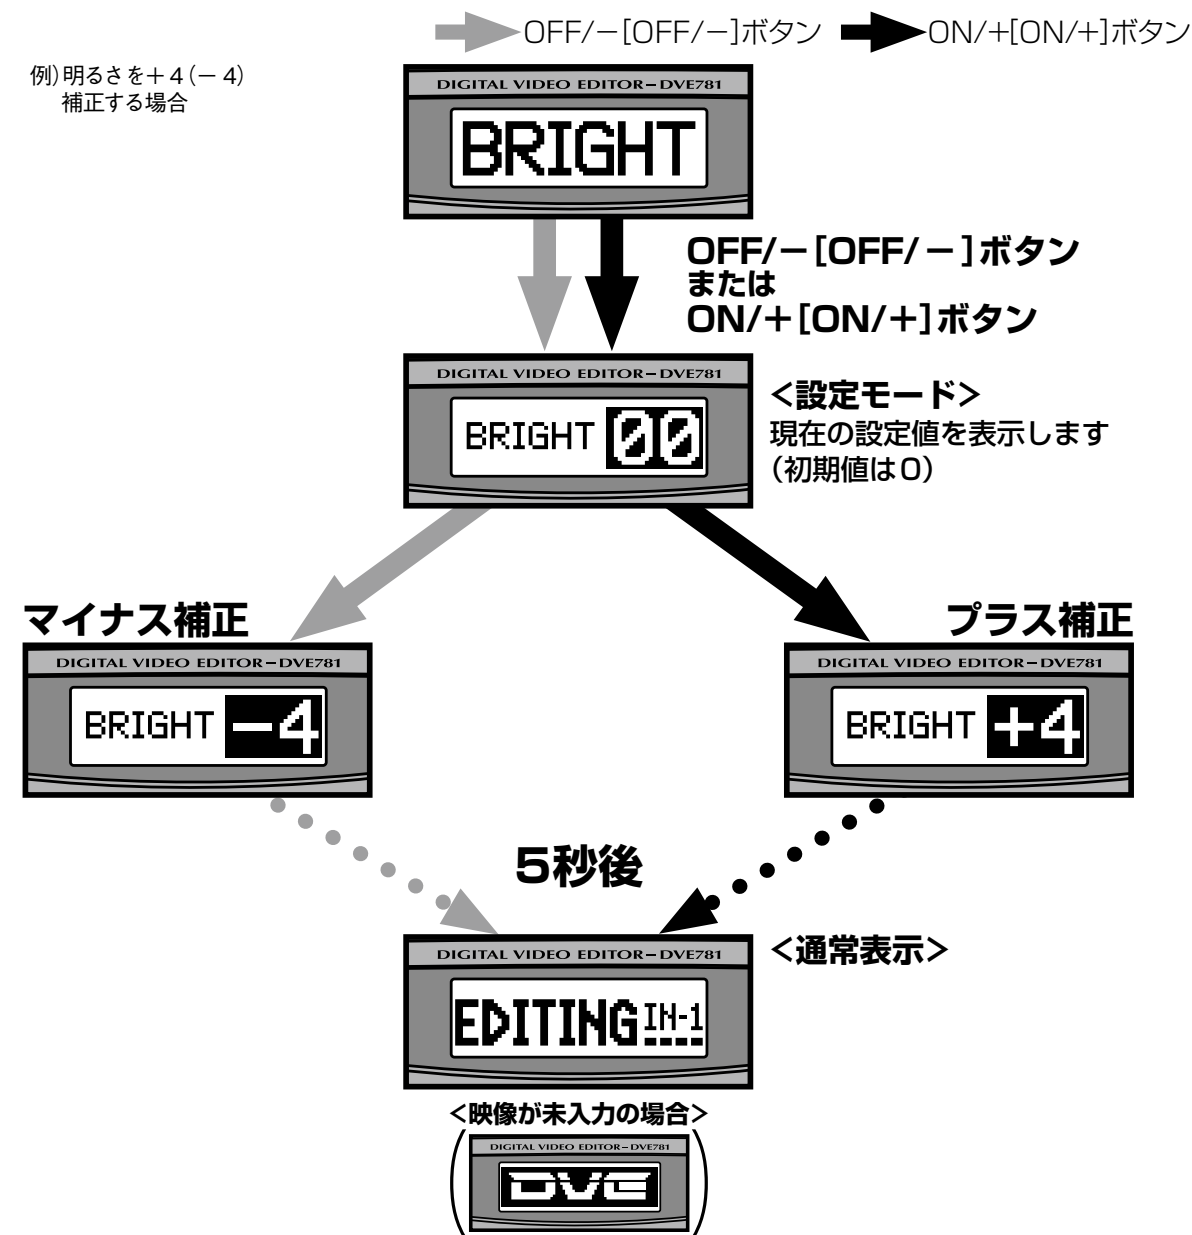 OFF/ー[OFF/ー]ボタン
ON/+[ON/+]ボタン
例)明るさを+4(ー4)
補正する場合
DIGITAL VIDEO EDITOR−DVE781
BRIGHT
OFF/ー[OFF/ー]ボタン
または
ON/+[ON/+]ボタン
DIGITAL VIDEO EDITOR−DVE781
BRIGHT 00
<設定モード>
現在の設定値を表示します
(初期値は0)
マイナス補正
プラス補正
DIGITAL VIDEO EDITOR−DVE781
BRIGHT −4
DIGITAL VIDEO EDITOR−DVE781
BRIGHT +4
5秒後
DIGITAL VIDEO EDITOR−DVE781
EDITING IN-1
<通常表示>
<映像が未入力の場合>
DIGITAL VIDEO EDITOR−DVE781
DVE